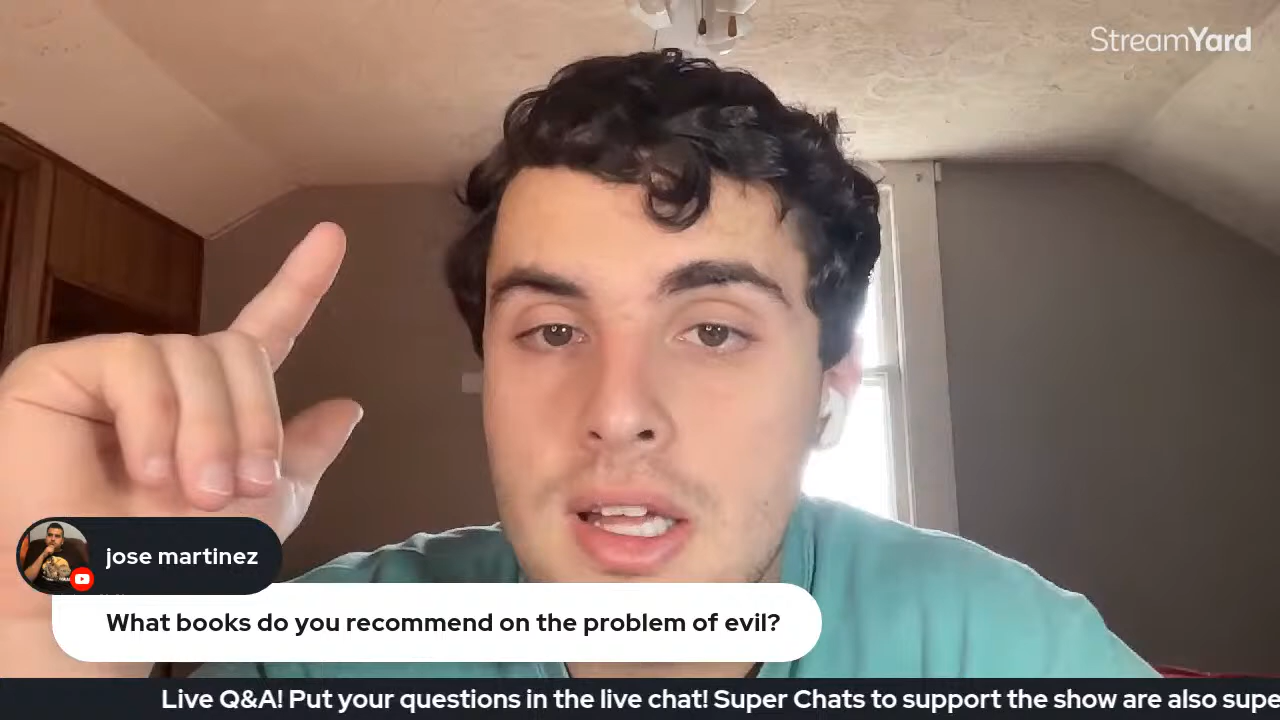 StreamYard
jose martinez
What books do you recommend on the problem of evil?
Live Q&A! Put your questions in the live chat! Super Chats to support the show are also supe